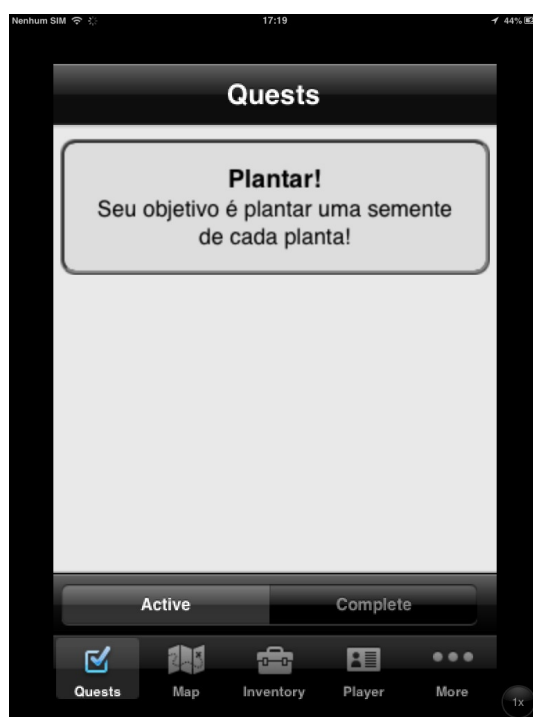 Nenhum SIM 17:19 44%
Quests
Plantar!
Seu objetivo é plantar uma semente
de cada planta!
Active Complete
Quests Map Inventory Player More
1x